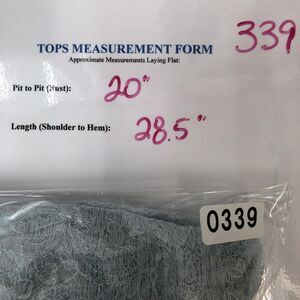 339
TOPS MEASUREMENT FORM
Approximate Measurements Laying Flat:
Pit to Pit (Bust): 20"
Length (Shoulder to Hem): 28.5"
0339